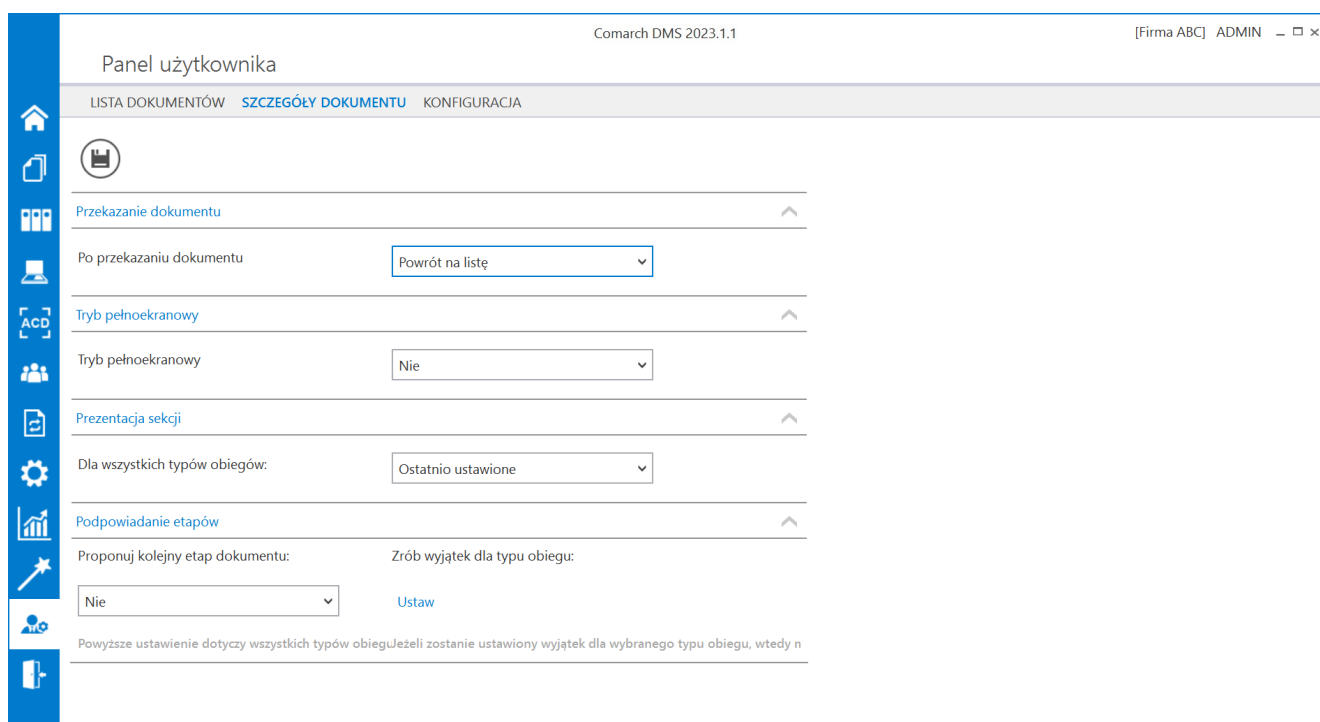 Comarch DMS 2023.1.1
[Firma ABC] ADMIN
Panel użytkownika
LISTA DOKUMENTÓW SZCZEGÓŁY DOKUMENTU KONFIGURACJA
Przekazanie dokumentu
Po przekazaniu dokumentu Powrót na listę
Tryb pełnoekranowy
ACD
Tryb pełnoekranowy Nie
Prezentacja sekcji
Dla wszystkich typów obiegów: Ostatnio ustawione
Podpowiadanie etapów
Proponuj kolejny etap dokumentu: Zrób wyjątek dla typu obiegu:
Nie Ustaw
Powyższe ustawienie dotyczy wszystkich typów obieguJeżeli zostanie ustawiony wyjątek dla wybranego typu obiegu, wtedy n